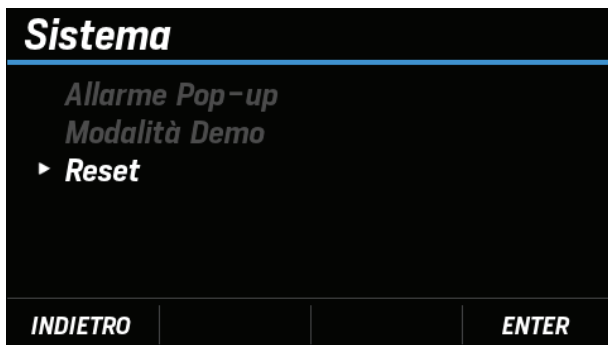 Sistema
Allarme Pop-up
Modalità Demo
Reset
INDIETRO ENTER